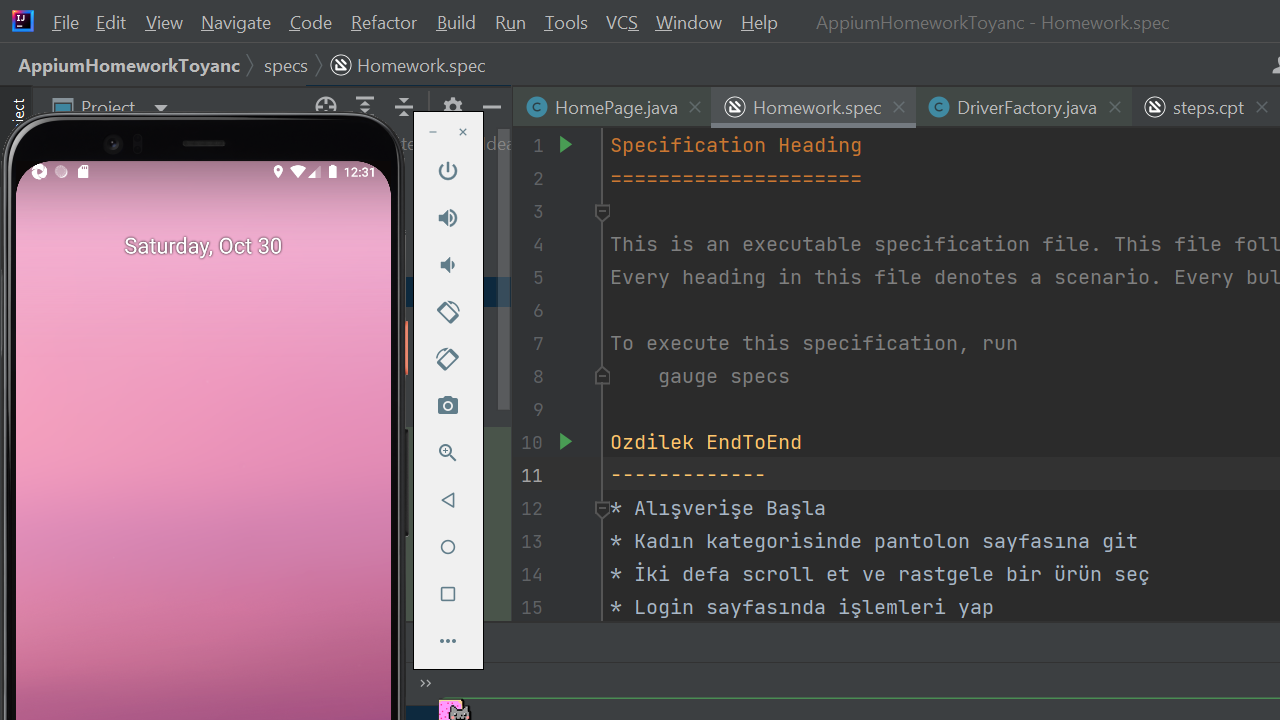 File Edit View Navigate Code Refactor Build Run Tools VCS Window Help AppiumHomeworkToyanc - Homework.spec
AppiumHomeworkToyanc specs Homework.spec
Project
HomePage.java Homework.spec DriverFactory.java steps.cpt
12:31
Saturday, Oct 30
1 Specification Heading
2 =====================
3
4 This is an executable specification file. This file foll
5 Every heading in this file denotes a scenario. Every bul
6
7 To execute this specification, run
8 gauge specs
9
10 Ozdilek EndToEnd
11 -------------
12 * Alışverişe Başla
13 * Kadın kategorisinde pantolon sayfasına git
14 * İki defa scroll et ve rastgele bir ürün seç
15 * Login sayfasında işlemleri yap